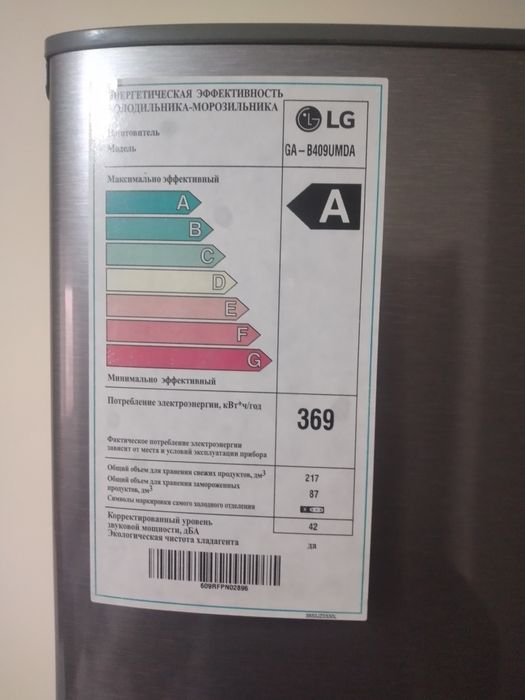 ЭНЕРГЕТИЧЕСКАЯ ЭФФЕКТИВНОСТЬ
ХОЛОДИЛЬНИКА-МОРОЗИЛЬНИКА
Изготовитель
LG
Модель
GA-B409UMDA
Максимально эффективный
A
A
B
C
D
E
F
G
Минимально эффективный
Потребление электроэнергии, кВт*ч/год
369
Фактическое потребление электроэнергии
зависит от места и условий эксплуатации прибора
Общий объем для хранения свежих продуктов, дм3
217
Общий объем для хранения замороженных
продуктов, дм3
87
Символы маркировки самого холодного отделения
Корректированный уровень
звуковой мощности, дБА
42
Экологическая чистота хладагента
да
609RFPN02896